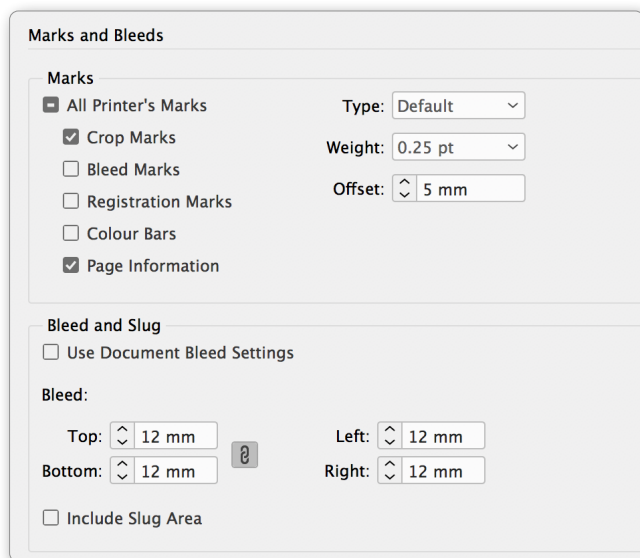 Marks and Bleeds
Marks
All Printer's Marks
Type: Default
Crop Marks
Weight: 0.25 pt
Bleed Marks
Offset: 5 mm
Registration Marks
Colour Bars
Page Information
Bleed and Slug
Use Document Bleed Settings
Bleed:
Top: 12 mm
Left: 12 mm
Bottom: 12 mm
Right: 12 mm
Include Slug Area